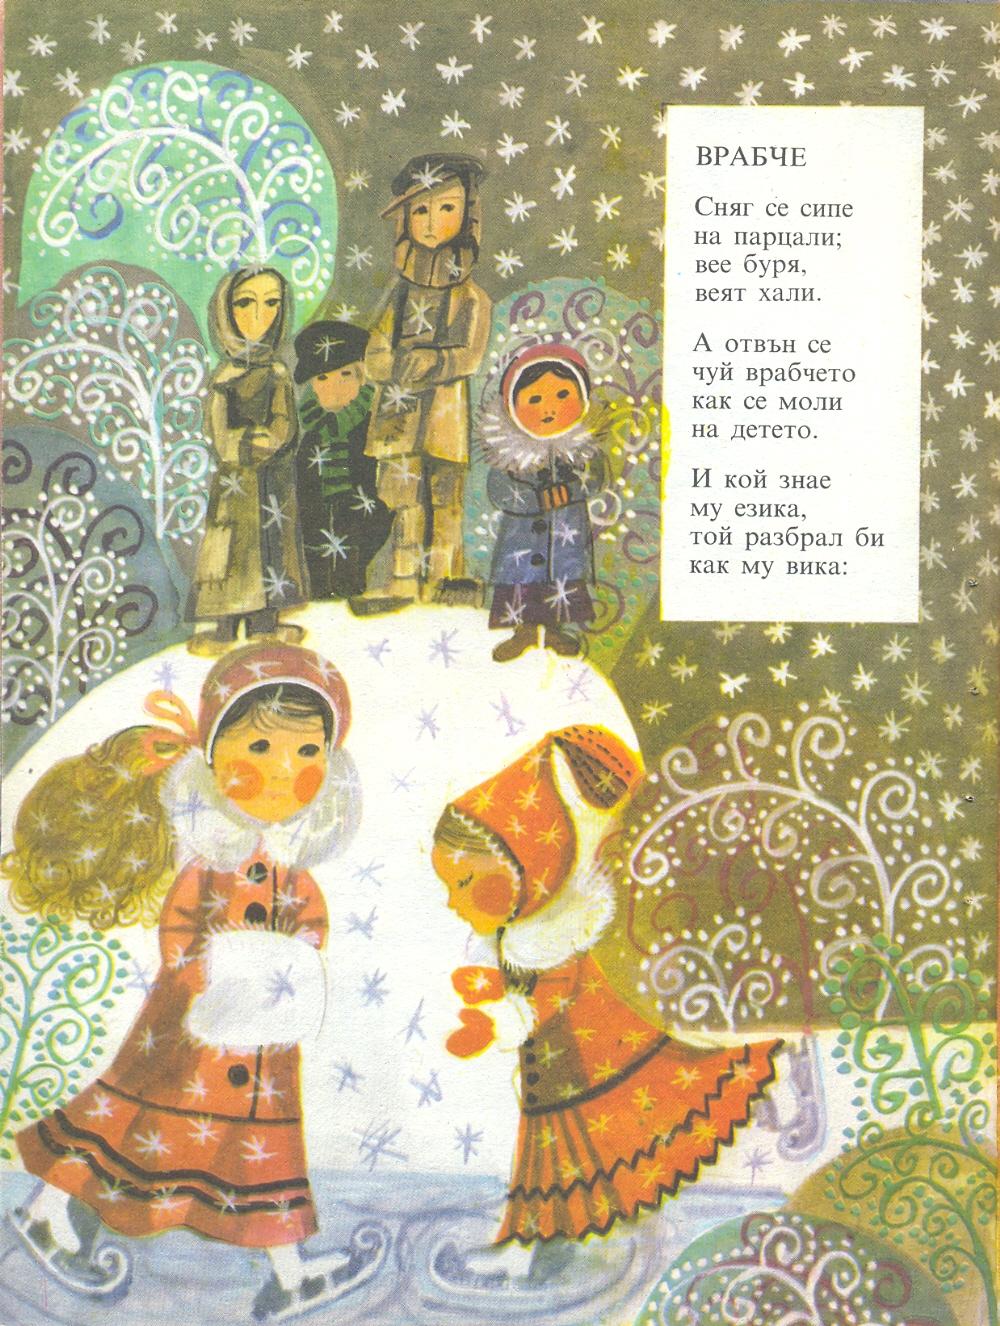 ВРАБЧЕ
Сняг се сипе
на парцали;
вее буря,
веят хали.
А отвън се
чуй врабчето
как се моли
на детето.
И кой знае
му езика,
той разбрал би
как му вика: